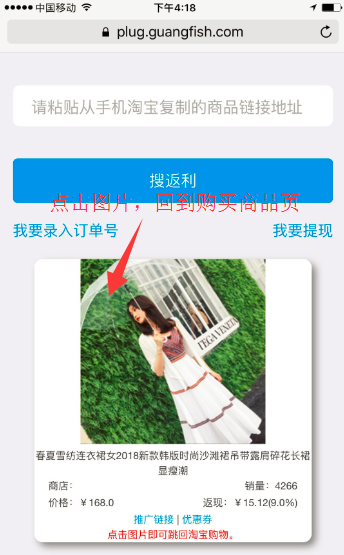 中国移动 下午4:18
plug.guangfish.com
请粘贴从手机淘宝复制的商品链接地址
搜返利
点击图片，回到购买商品页
我要录入订单号 我要提现
TEGA VENETA
春夏雪纺连衣裙女2018新款韩版时尚沙滩裙吊带露肩碎花长裙
显瘦潮
商店： 销量：4266
价格：￥168.0 返现：￥15.12(9.0%)
推广链接 | 优惠券
点击图片即可跳回淘宝购物。